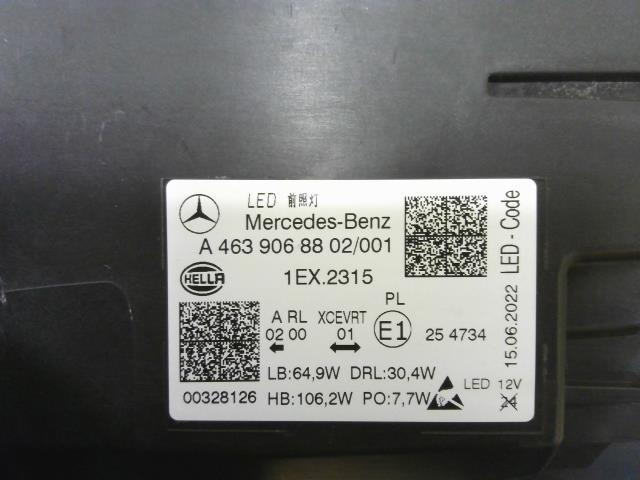 LED 前照灯
Mercedes-Benz
A 463 906 88 02/001
HELLA
1EX.2315
PL
A RL XCEVRT
02 00 01
E1
25 4734
LB:64,9W DRL:30,4W
00328126 HB:106,2W PO:7,7W
LED 12V
24
15.06.2022 LED - Code